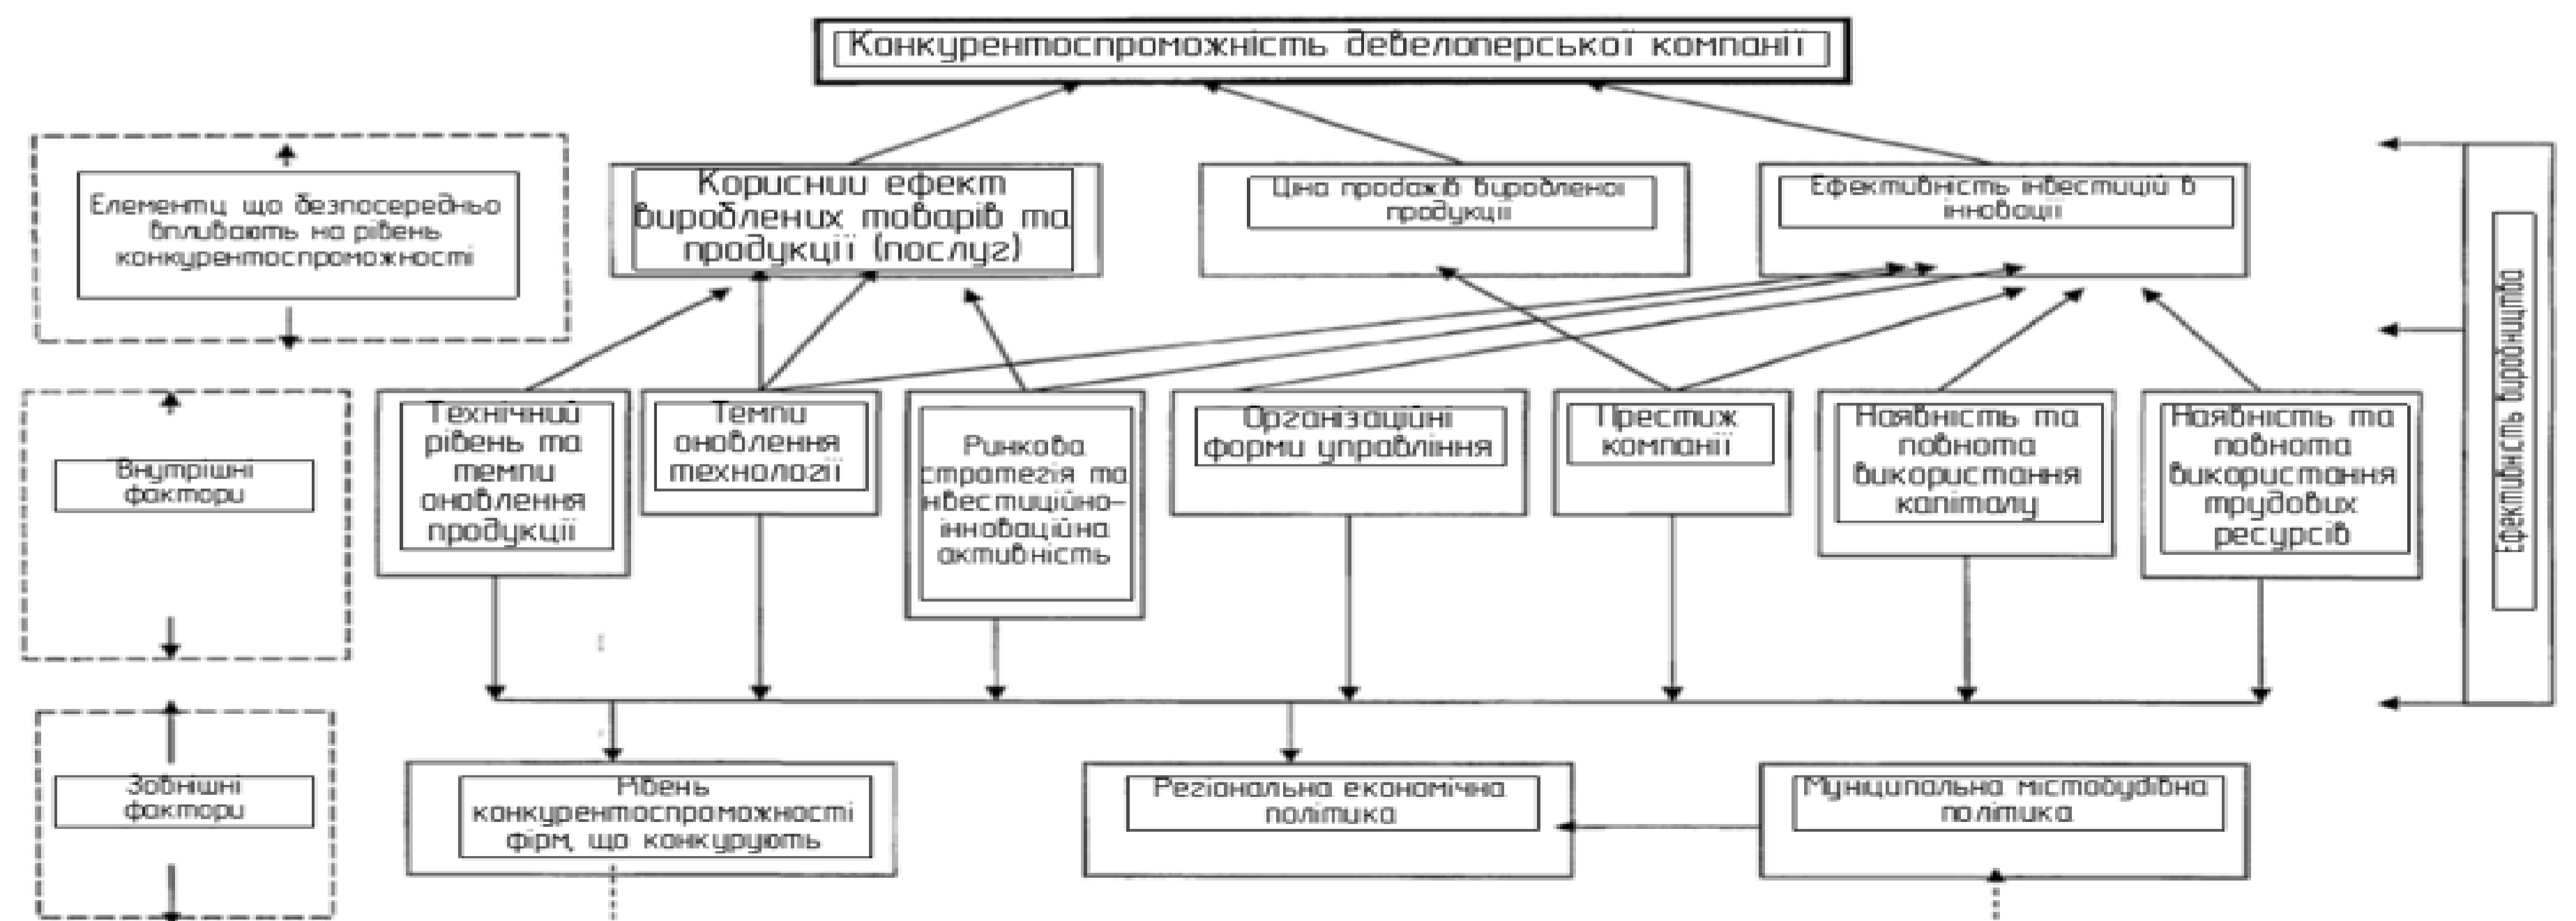 Конкурентоспроможність девелоперської компанії
Елементи, що безпосередньо
впливають на рівень
конкурентоспроможності
Корисний ефект
вироблених товарів та
продукції (послуг)
Ціна продажів виробленої
продукції
Ефективність інвестицій в
інновації
Ефективність виробництва
Внутрішні
фактори
Технічний
рівень та
темпи
оновлення
продукції
Темпи
оновлення
технології
Ринкова
стратегія та
нвестиційно-
інноваційна
активність
Організаційні
форми управління
Престиж
компанії
Наявність та
повнота
використання
капіталу
Наявність та
повнота
використання
трудових
ресурсів
Зовнішні
фактори
Рівень
конкурентоспроможності
фірм, що конкурують
Регіональна економічна
політика
Муниципальна містобудівна
політика